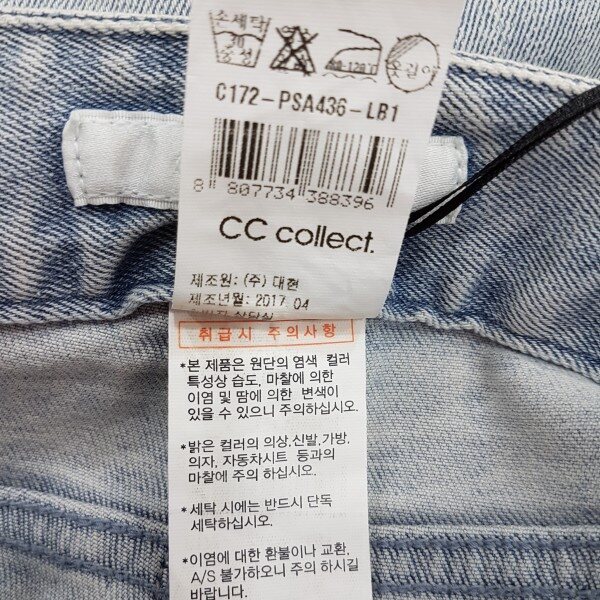 손세탁
중성
80-120℃
옷걸이
C172-PSA436-LB1
8 807734 388396
CC collect.
제조원: (주) 대현
제조년월: 2017. 04
취급시 주의사항
*본 제품은 원단의 염색 컬러
특성상 습도, 마찰에 의한
이염 및 땀에 의한 변색이
있을 수 있으니 주의하십시오.
*밝은 컬러의 의상,신발,가방,
의자, 자동차시트 등과의
마찰에 주의 하십시오.
*세탁 시에는 반드시 단독
세탁하십시오.
*이염에 대한 환불이나 교환,
A/S 불가하오니 주의 하시길
바랍니다.